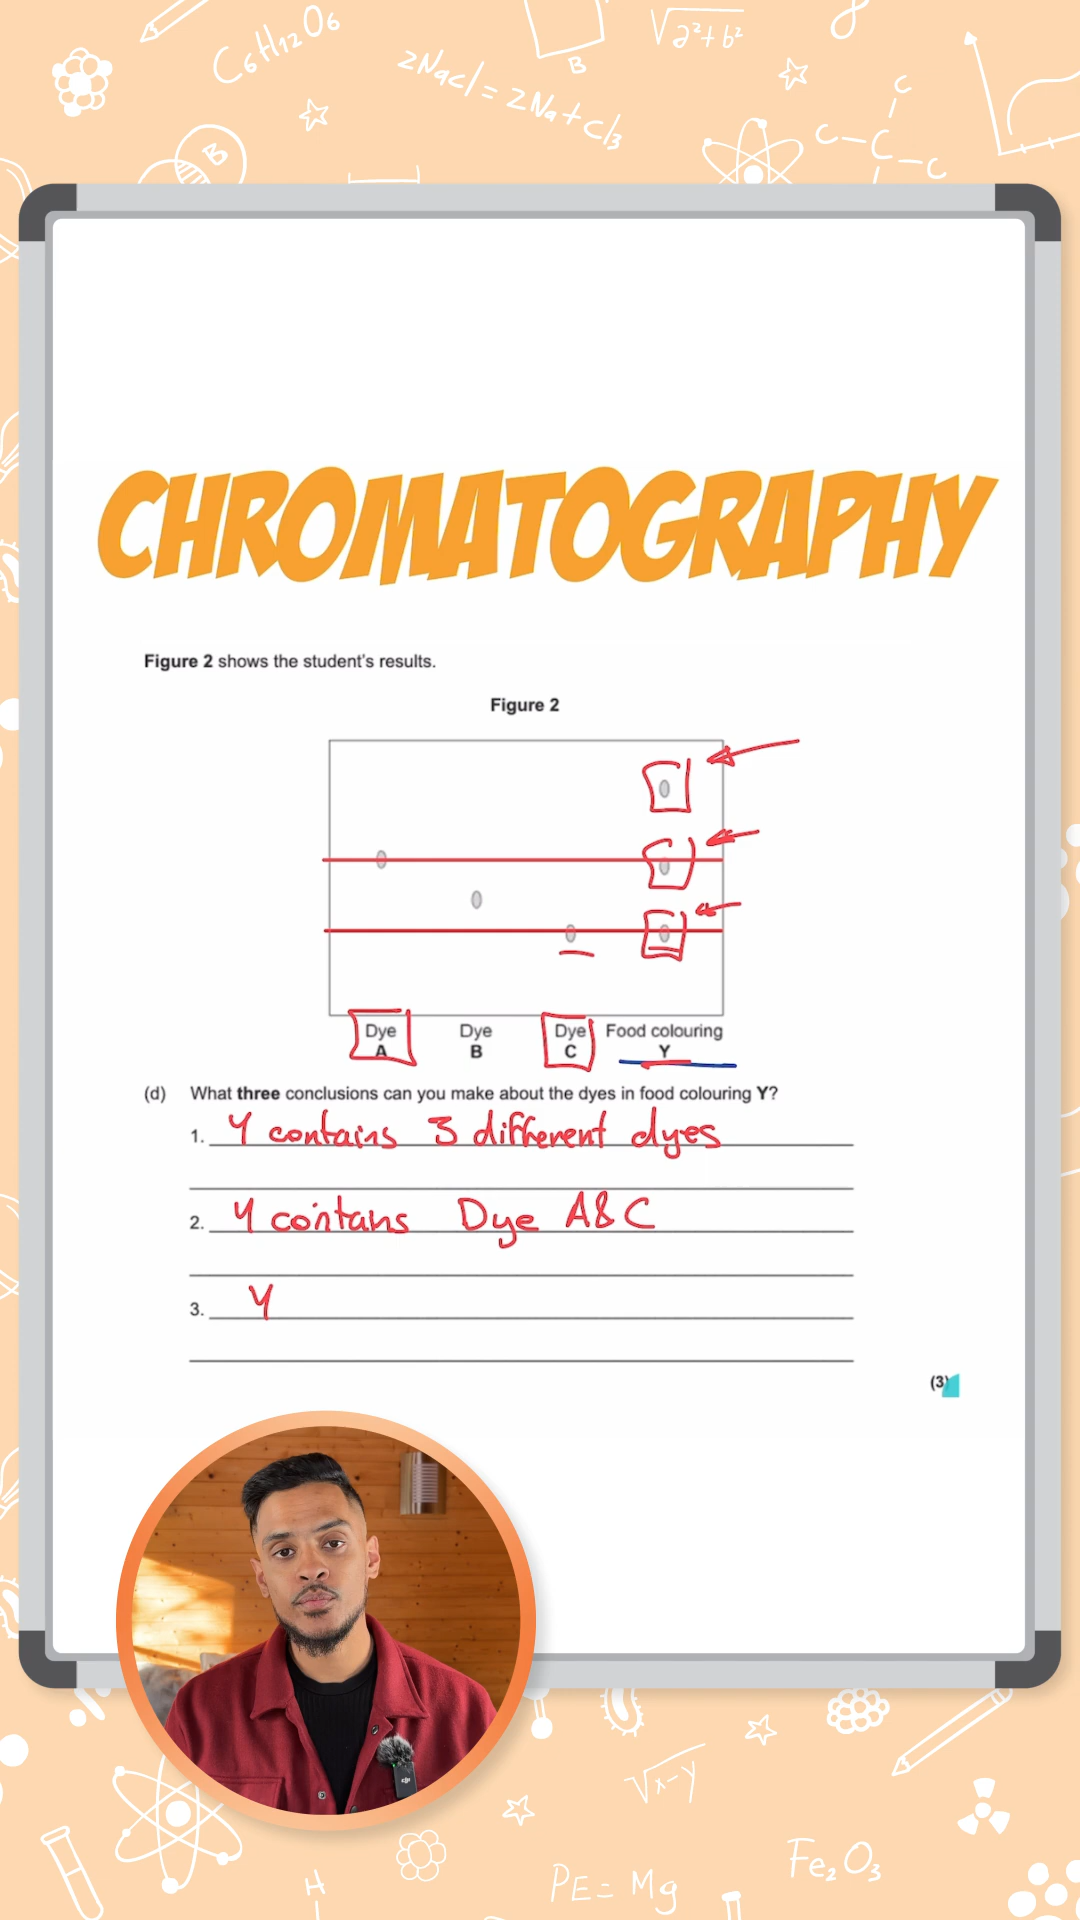 C6H12O6
2Nacl = 2Na + Cl3
B
√a²+b²
B
C
C-C-C
CHROMATOGRAPHY
Figure 2 shows the student's results.
Figure 2
Dye A
Dye B
Dye C
Food colouring Y
(d) What three conclusions can you make about the dyes in food colouring Y?
1. Y contains 3 different dyes
2. Y contans Dye A&C
3. Y
(3)
√x-y
H
PE = Mg
Fe2O3